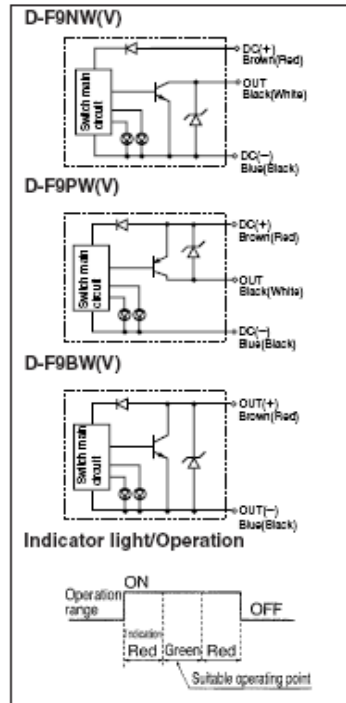 D-F9NW(V)
DC(+)
Brown(Red)
OUT
Black(White)
Switch main
circuit
DC(−)
Blue(Black)
D-F9PW(V)
DC(+)
Brown(Red)
Switch main
circuit
OUT
Black(White)
DC(−)
Blue(Black)
D-F9BW(V)
OUT(+)
Brown(Red)
Switch main
circuit
OUT(−)
Blue(Black)
Indicator light/Operation
ON
Operation
range
OFF
Indication
Red Green Red
Suitable operating point